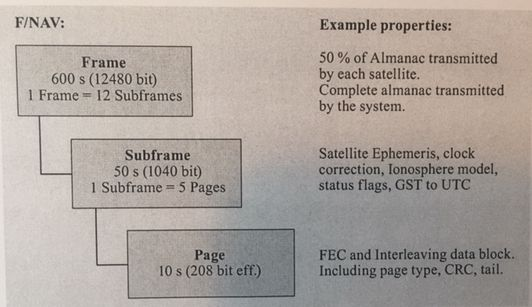 F/NAV:
Example properties:
Frame
600 s (12480 bit)
1 Frame = 12 Subframes
50 % of Almanac transmitted
by each satellite.
Complete almanac transmitted
by the system.
Subframe
50 s (1040 bit)
1 Subframe = 5 Pages
Satellite Ephemeris, clock
correction, Ionosphere model,
status flags, GST to UTC
Page
10 s (208 bit eff.)
FEC and Interleaving data block.
Including page type, CRC, tail.